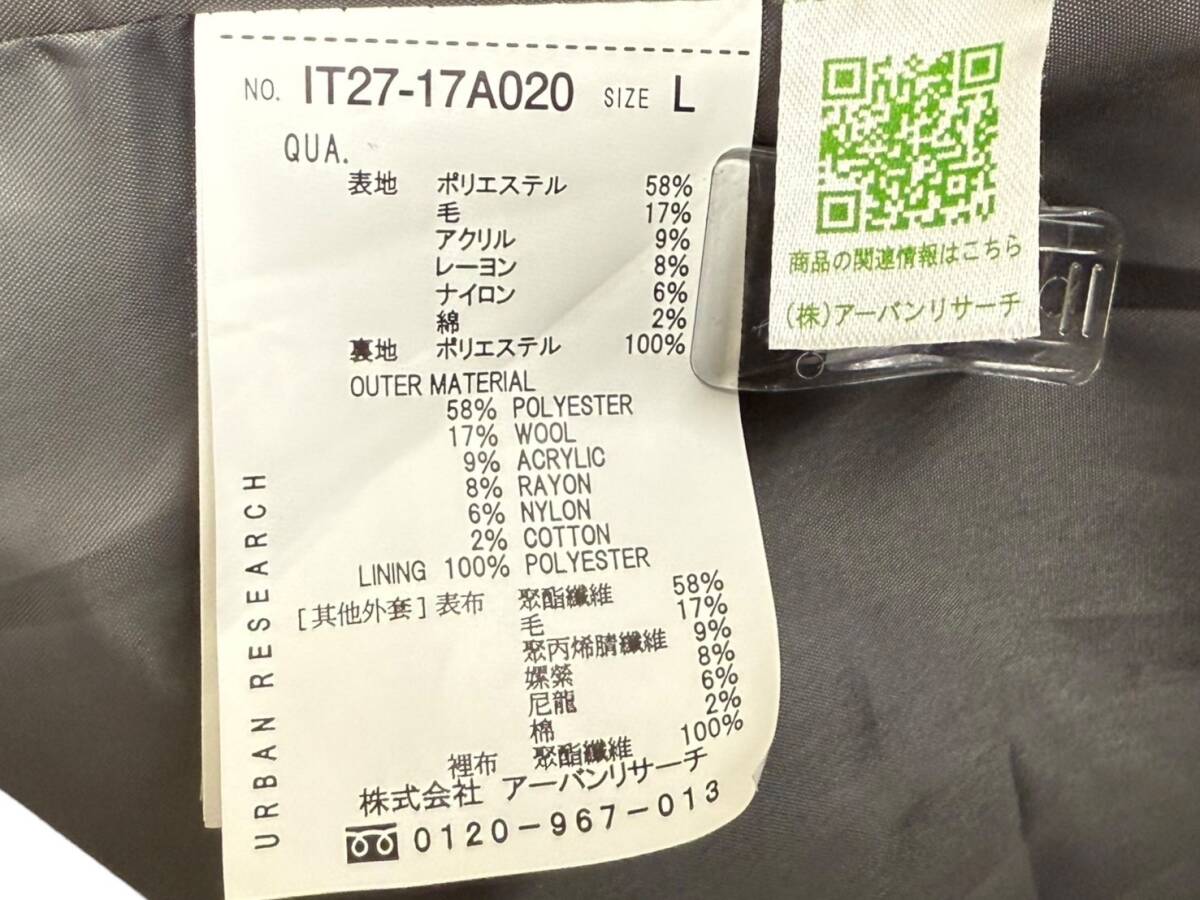 NO. IT27-17A020 SIZE L
QUA.
表地 ポリエステル 58%
毛 17%
アクリル 9%
レーヨン 8%
ナイロン 6%
綿 2%
裏地 ポリエステル 100%
OUTER MATERIAL
58% POLYESTER
17% WOOL
9% ACRYLIC
8% RAYON
6% NYLON
2% COTTON
LINING 100% POLYESTER
[其他外套] 表布 聚酯纖維 58%
毛 17%
聚丙烯腈纖維 9%
嫘縈 8%
尼龍 6%
棉 2%
裡布 聚酯纖維 100%
株式会社 アーバンリサーチ
0120-967-013
URBAN RESEARCH
商品の関連情報はこちら
(株)アーバンリサーチ